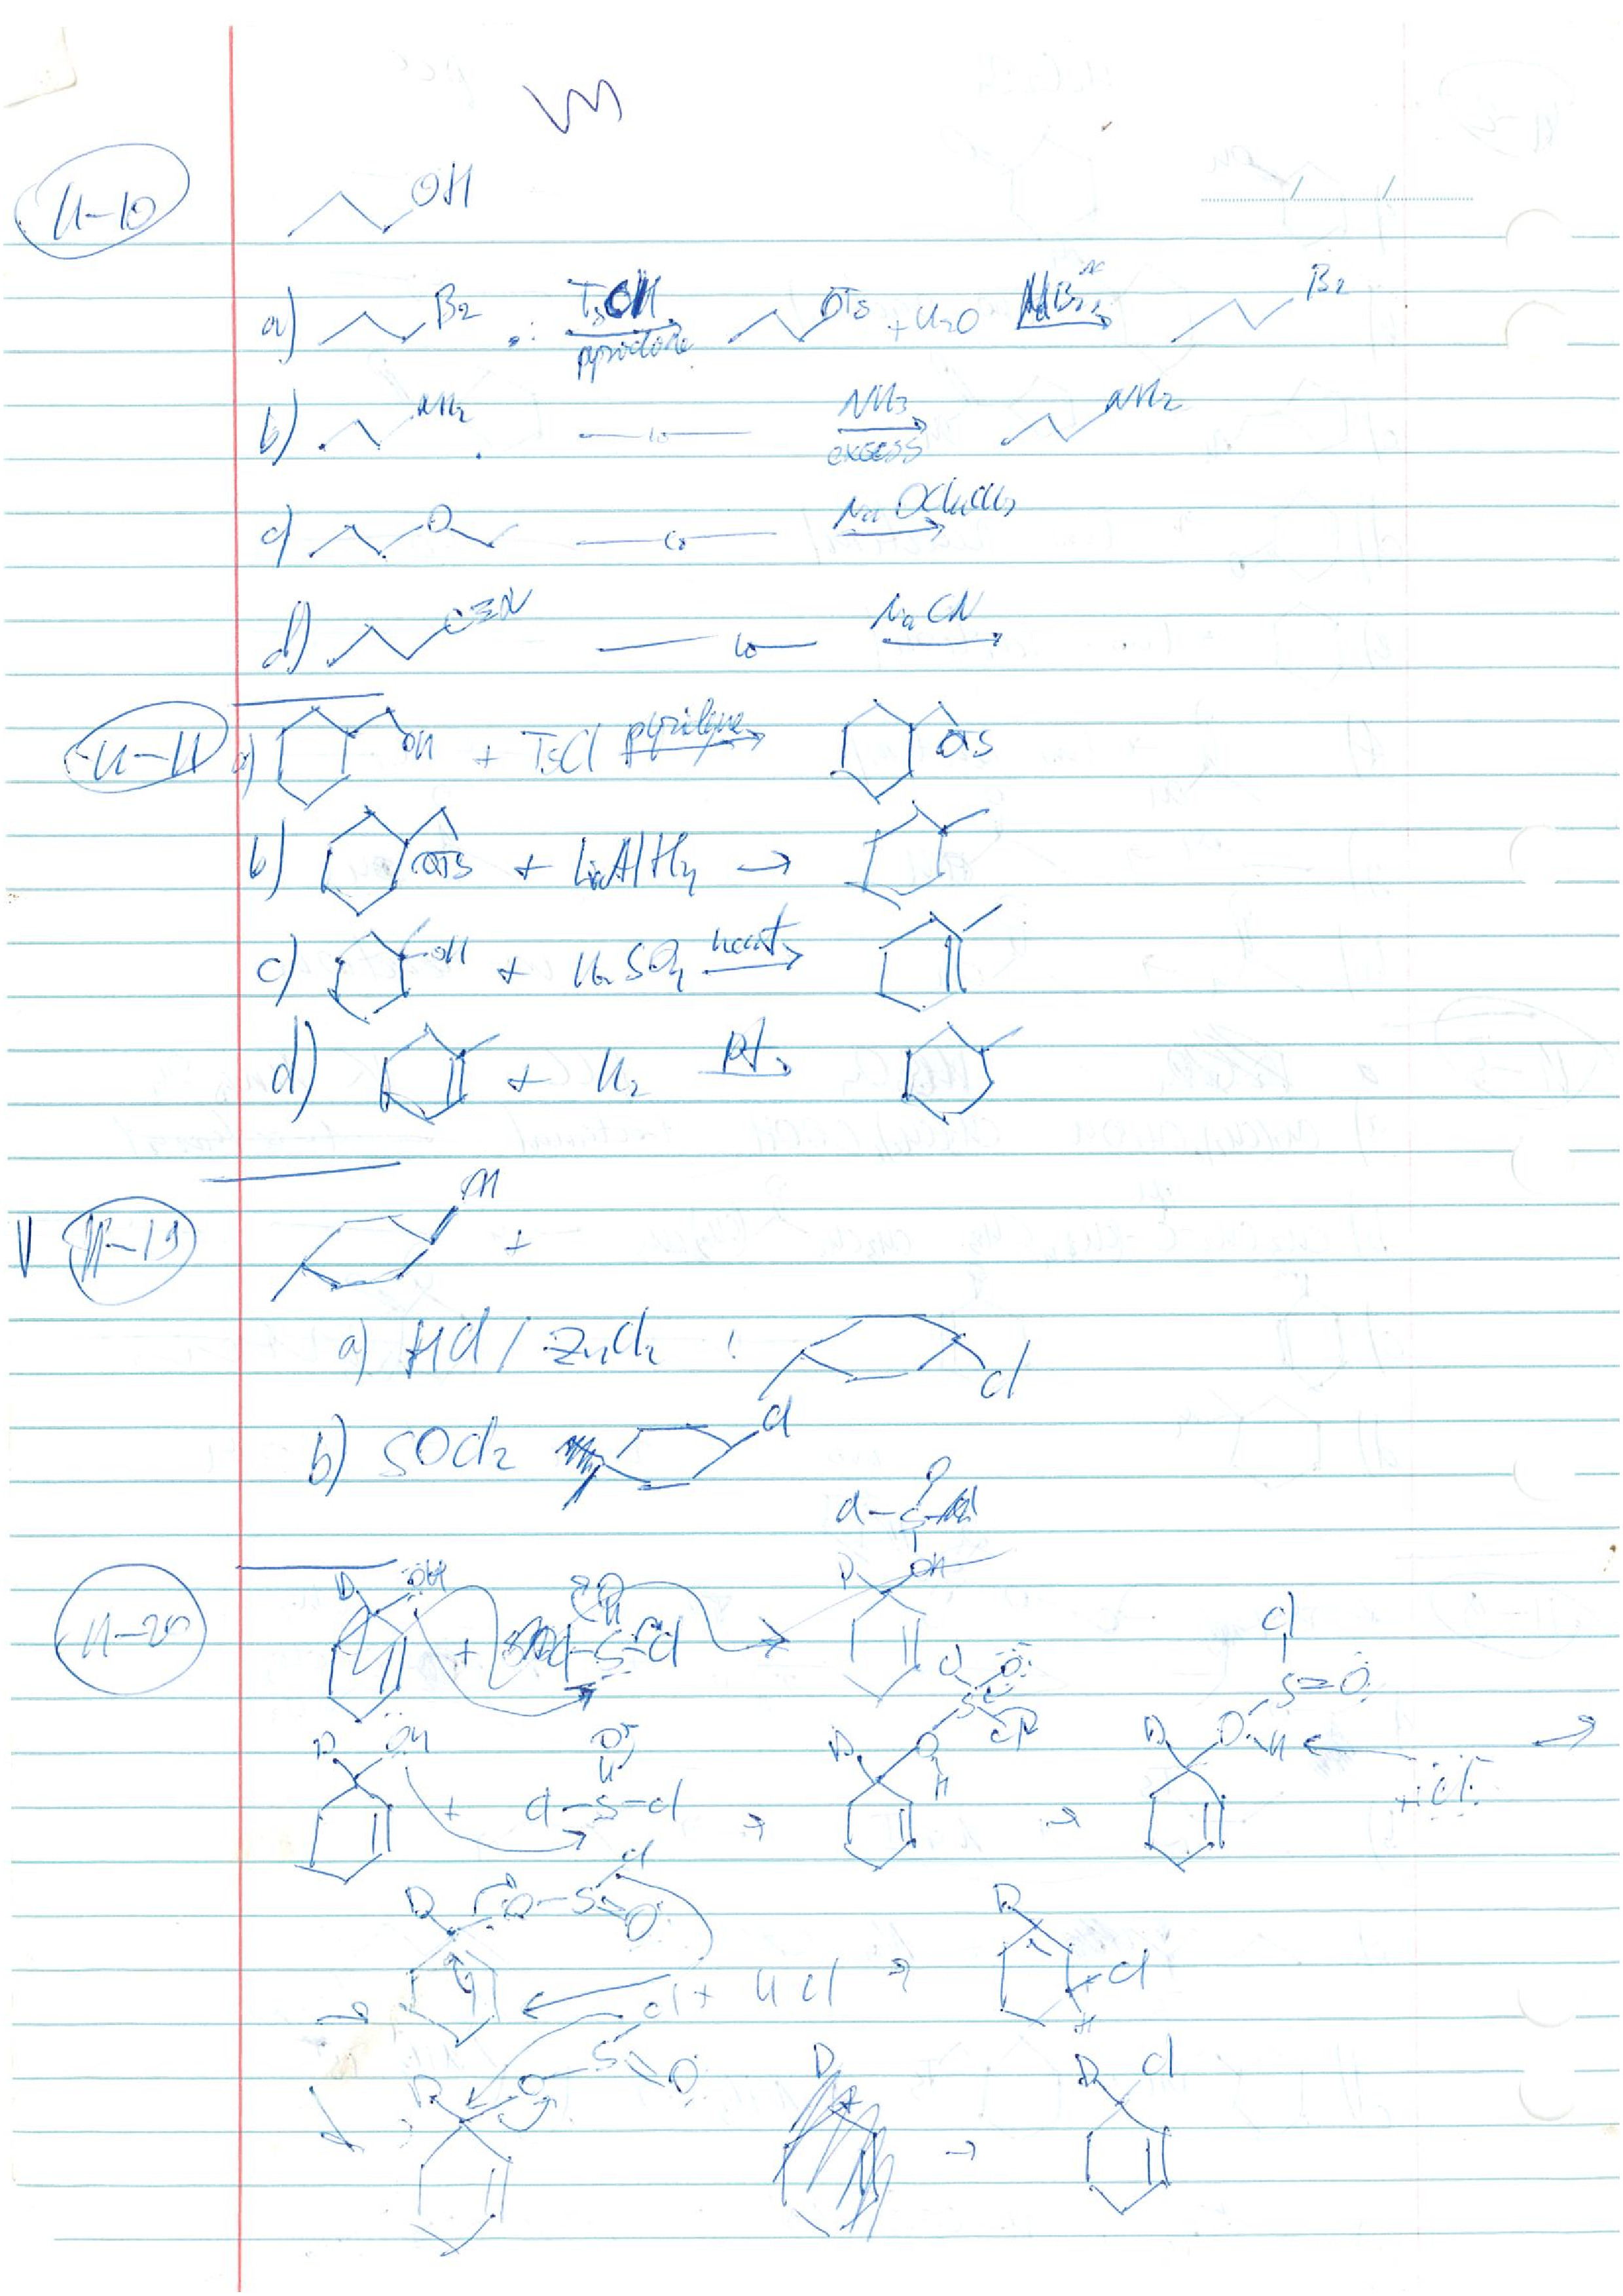 11-10
OH
a) Br TsOH pyridine OTs + H2O NaBr Br
b) NH2 NH3 excess NH2
c) O NaOCH2CH3
d) C≡N NaCN
11-11 a) OH + TsCl pyridine OTs
b) OTs + LiAlH4 →
c) OH + H2SO4 heat
d) + H2 Pt
V 11-19 OH +
a) HCl / ZnCl2 : Cl
b) SOCl2 Cl
11-20 D OH + Cl-S-Cl O → D OH Cl-S O
D OH + Cl-S-Cl O → D O H S Cl O Cl → D O H S=O Cl + Cl →
D O-S=O Cl Cl + HCl → D Cl H
D O S Cl O → D Cl